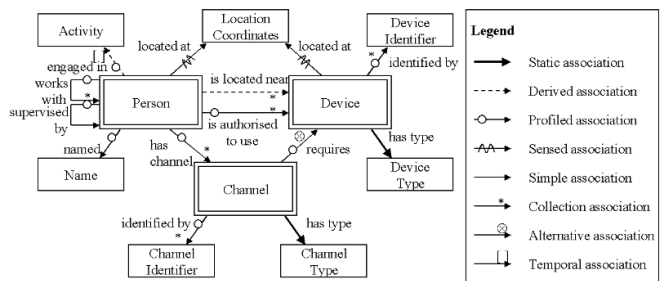 Activity
Location
Coordinates
Device
Identifier
[ ]
engaged in
located at
located at
*
identified by
works
with
*
supervised
by
Person
is located near
*
*
is authorised
to use
Device
named
has
channel
*
requires
has type
Name
Channel
Device
Type
identified by
*
has type
Channel
Identifier
Channel
Type
Legend
Static association
Derived association
Profiled association
Sensed association
Simple association
* Collection association
Alternative association
[ ] Temporal association